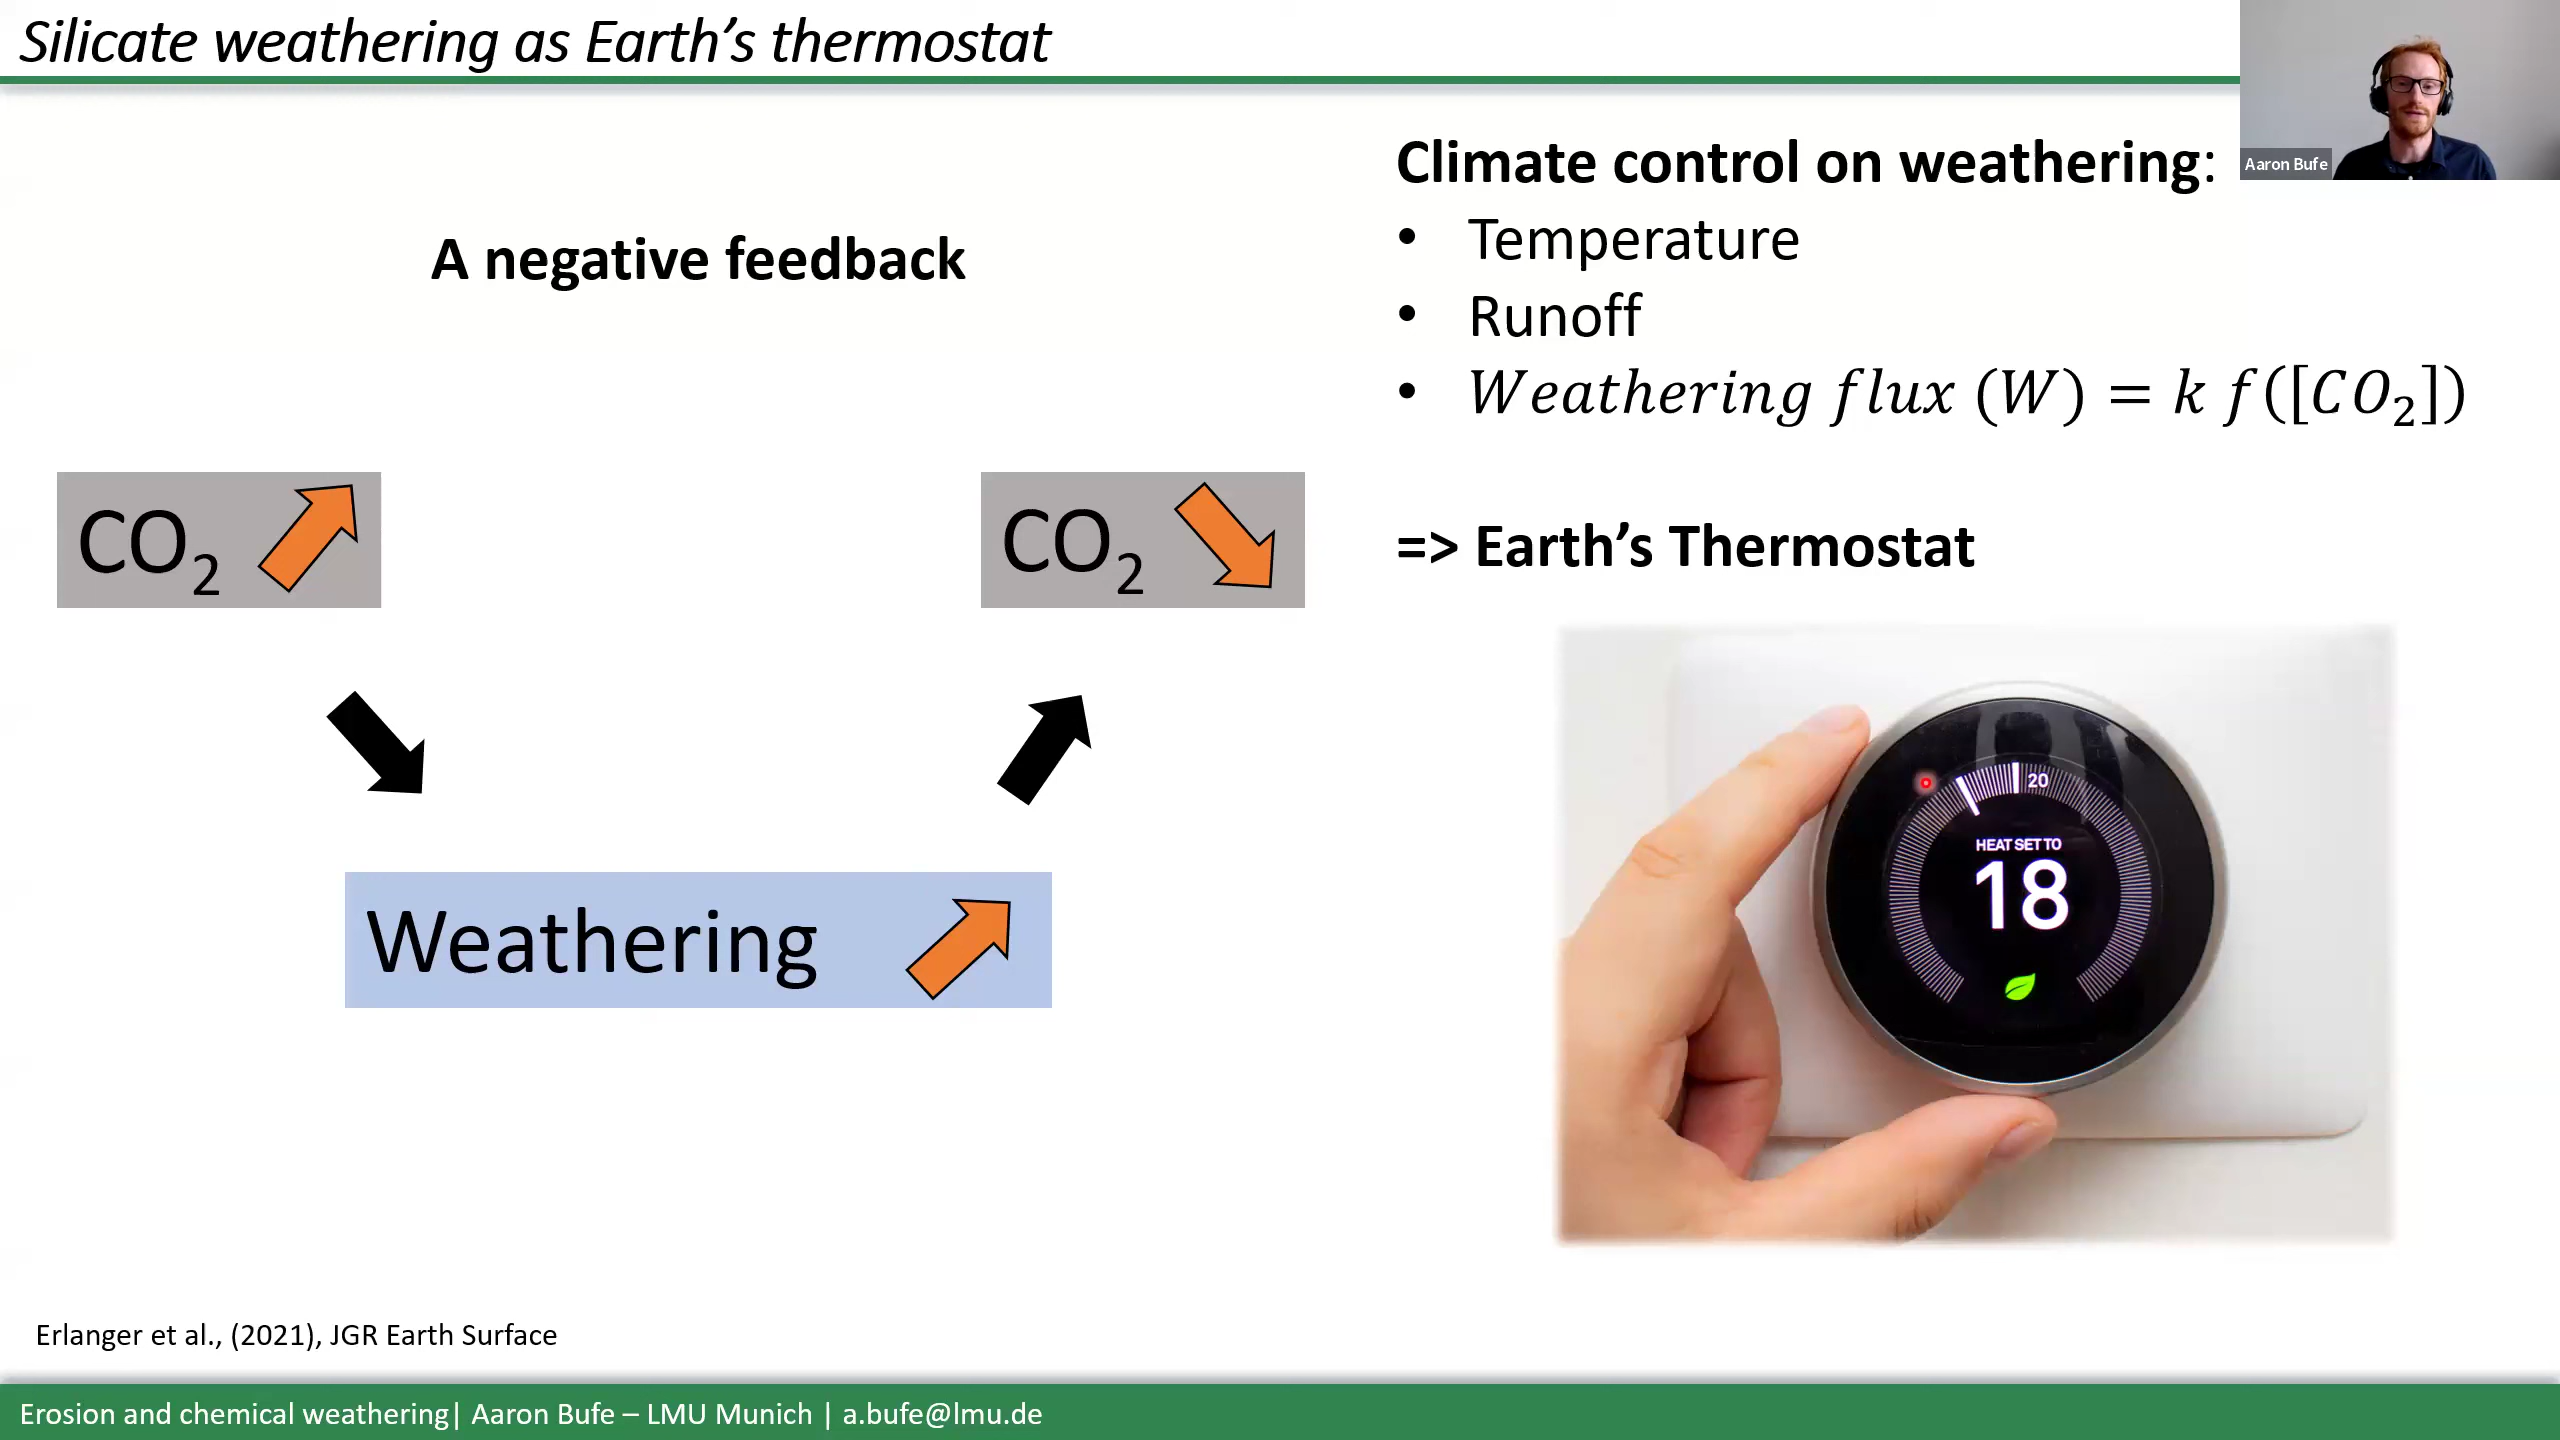 Silicate weathering as Earth’s thermostat
Aaron Bufe
A negative feedback
CO₂
CO₂
Weathering
Climate control on weathering:
• Temperature
• Runoff
• Weathering flux (W) = k f([CO₂])
=> Earth’s Thermostat
20
HEAT SET TO
18
Erlanger et al., (2021), JGR Earth Surface
Erosion and chemical weathering| Aaron Bufe – LMU Munich | a.bufe@lmu.de